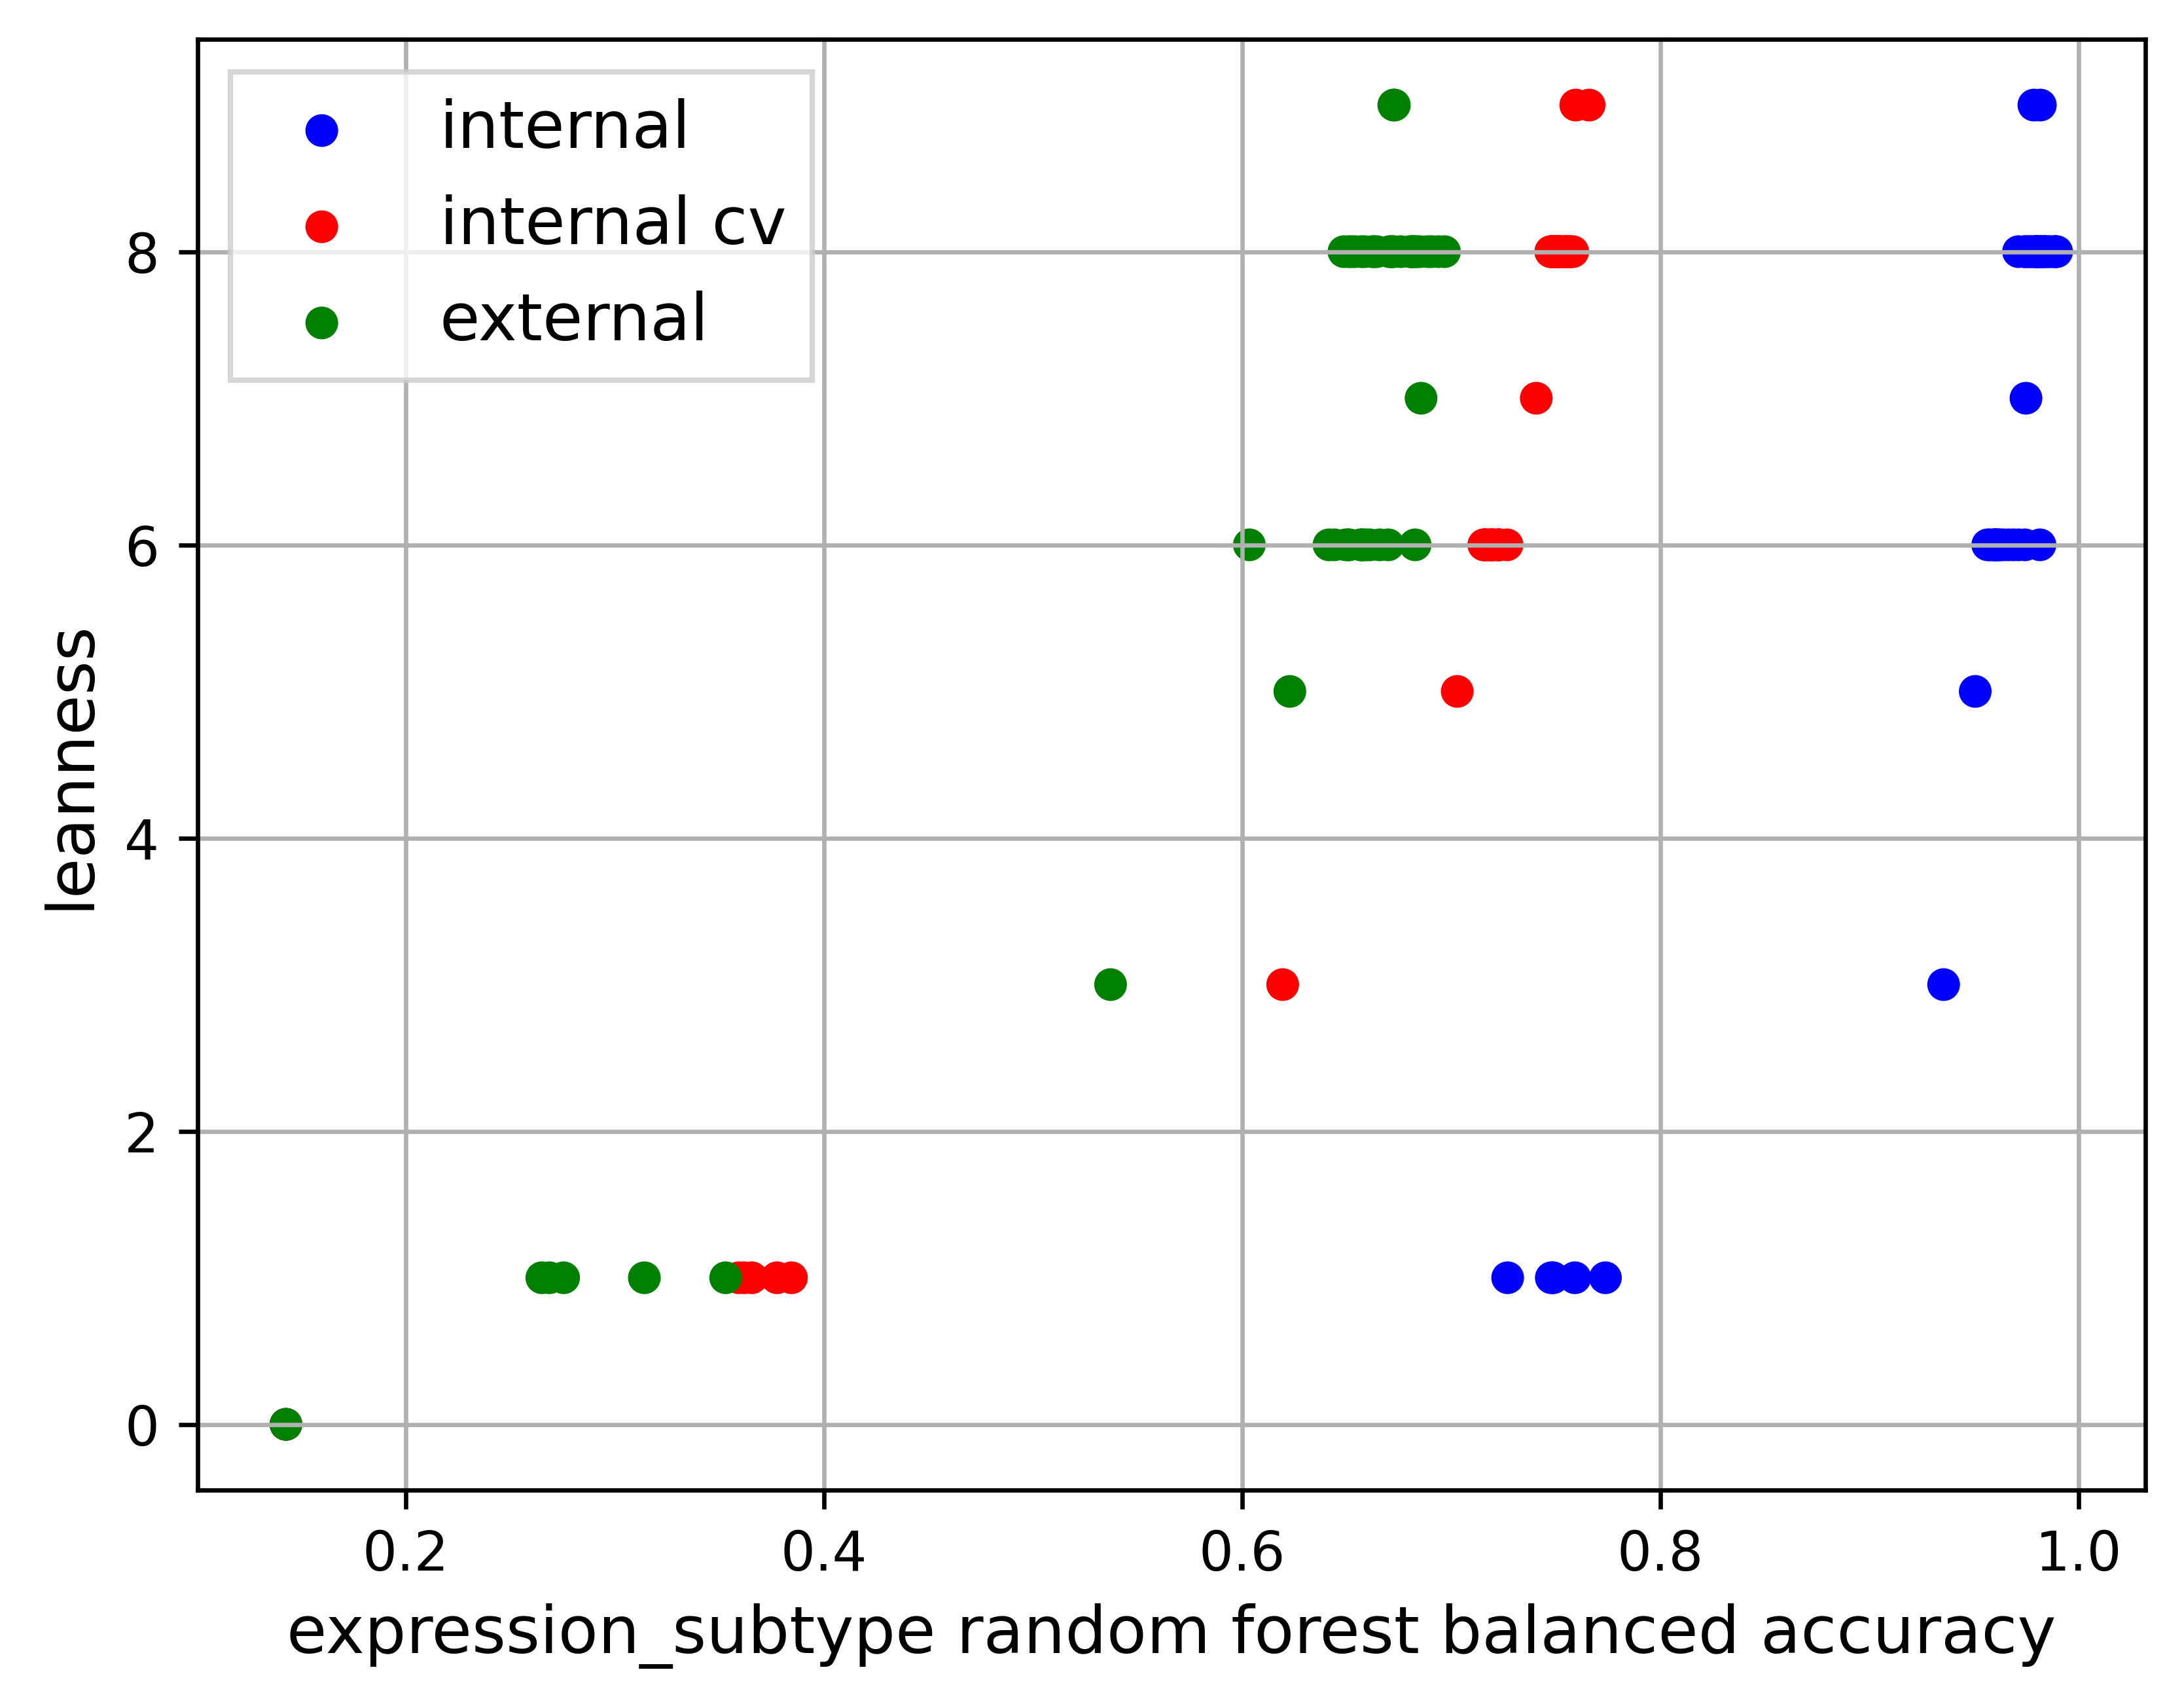 internal
internal cv
external
8
6
4
2
0
leanness
0.2 0.4 0.6 0.8 1.0
expression_subtype random forest balanced accuracy